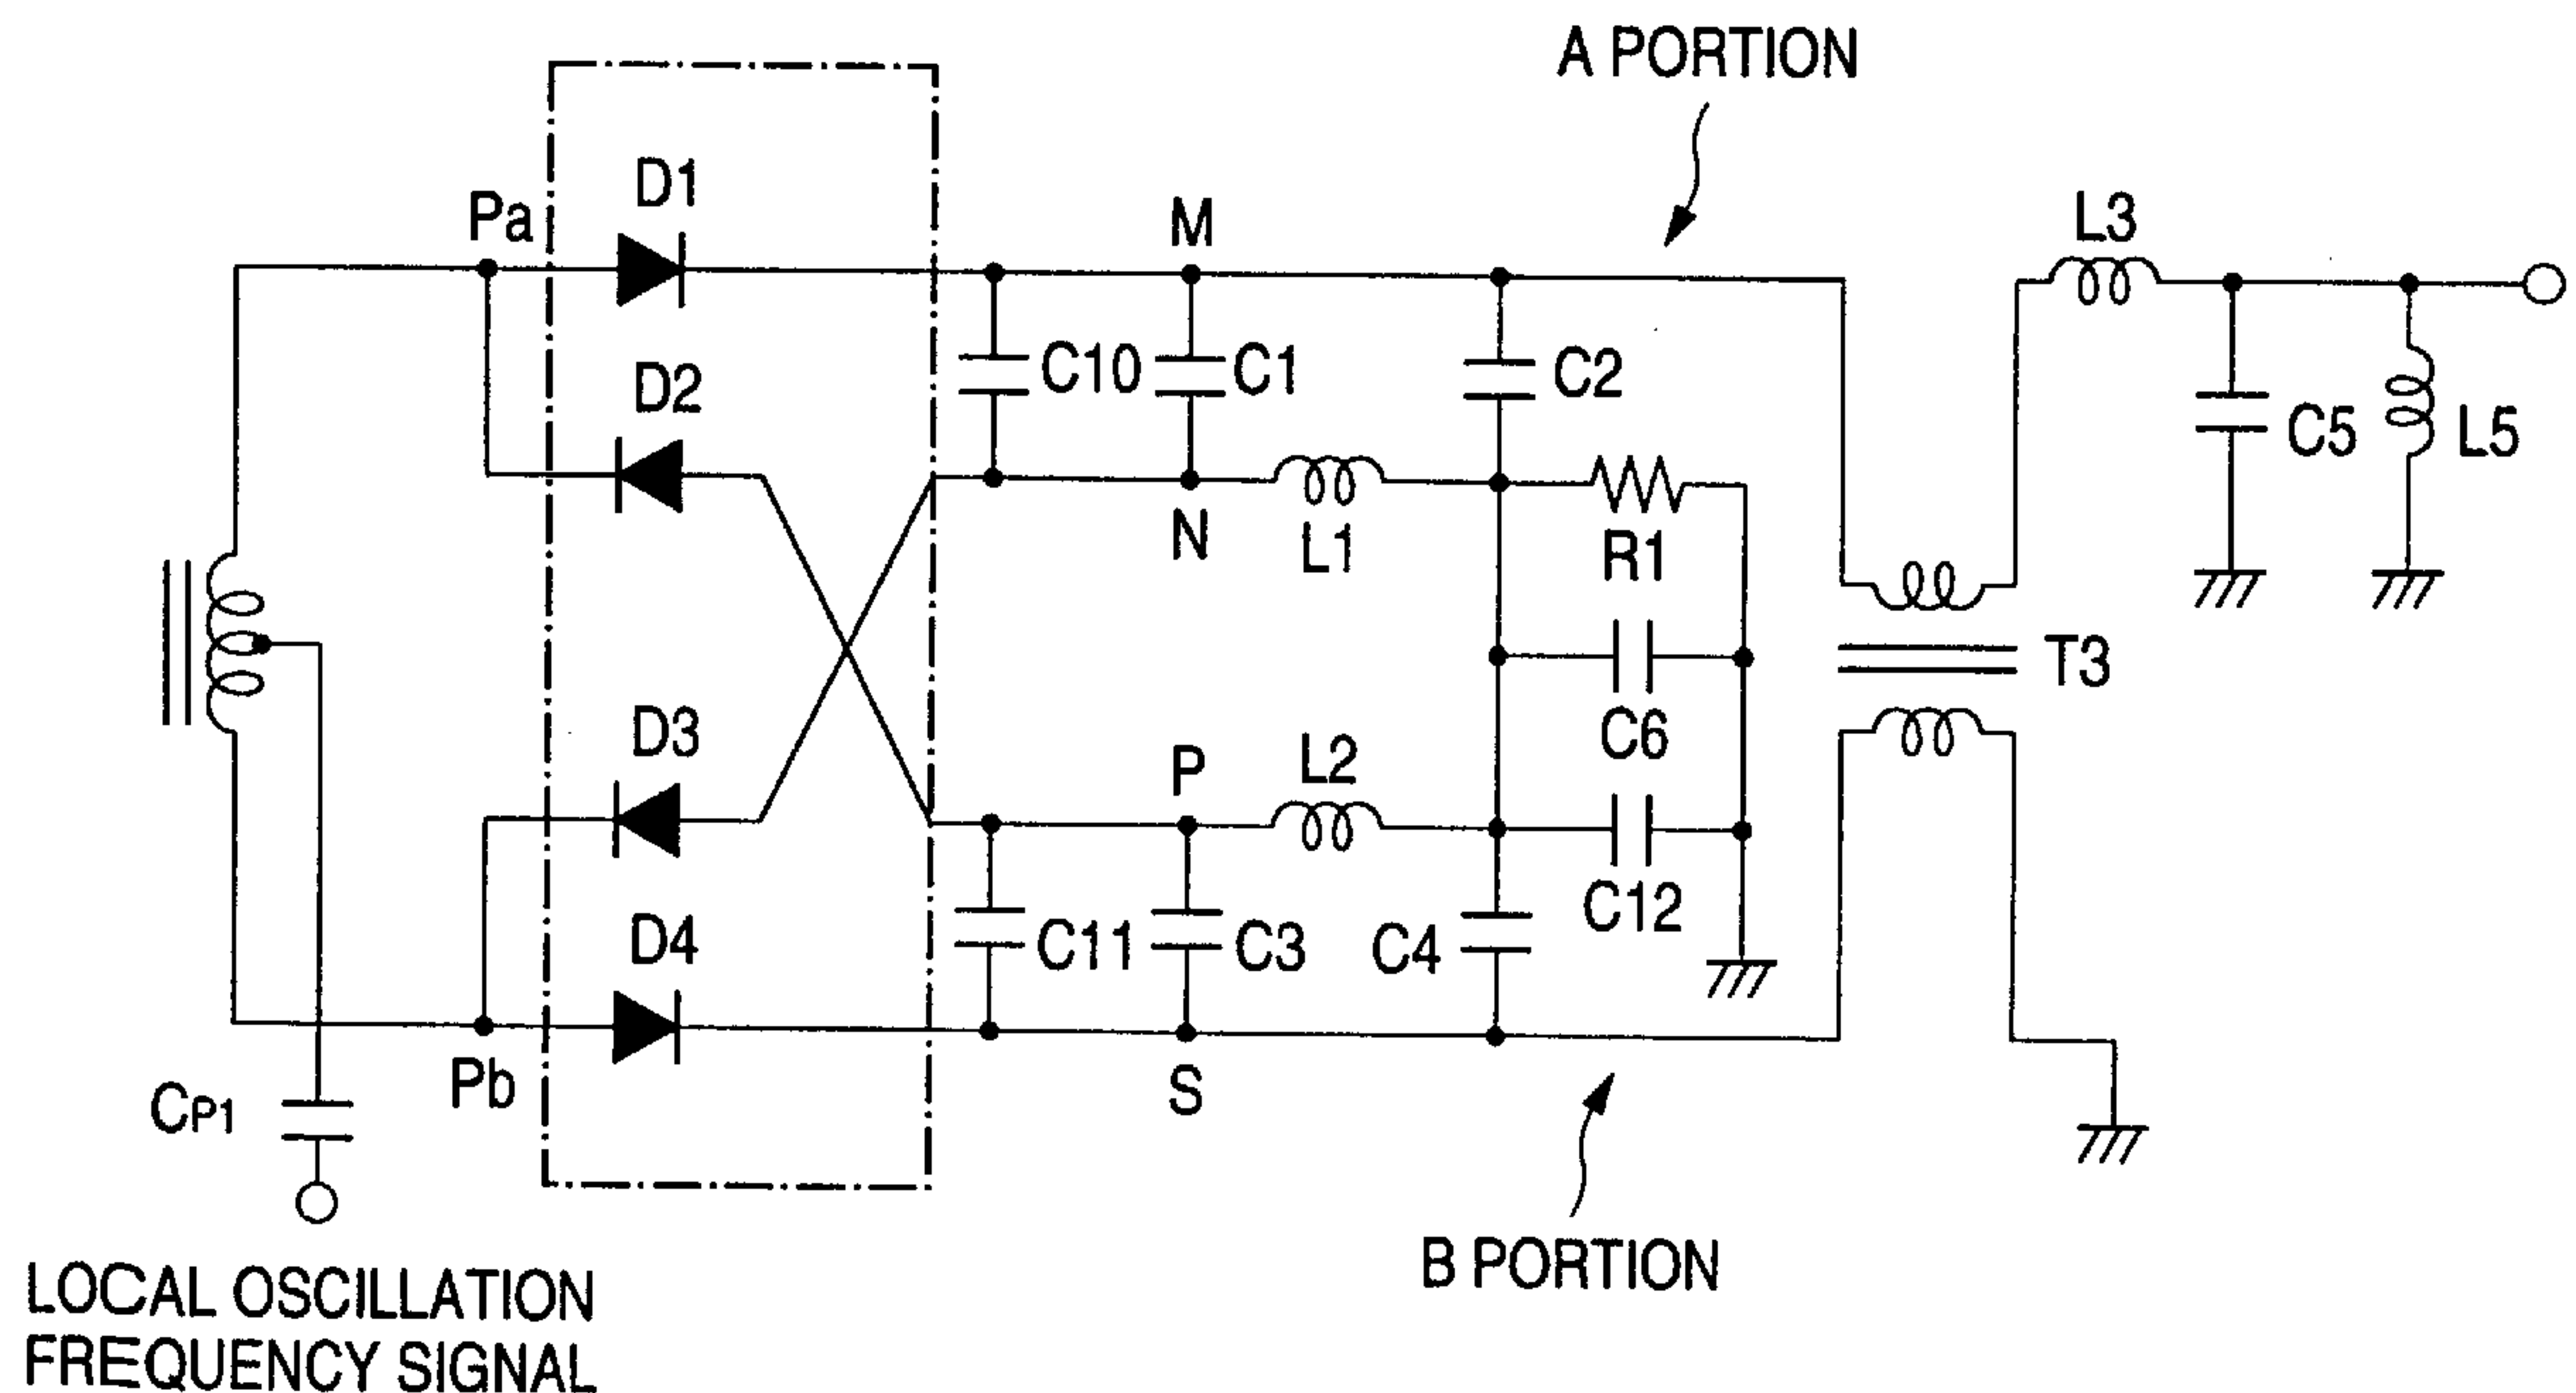 A PORTION
D1
Pa
M
L3
C10
C1
C2
D2
C5
L5
N
L1
R1
T3
D3
P
L2
C6
C12
D4
C11
C3
C4
Pb
S
CP1
B PORTION
LOCAL OSCILLATION
FREQUENCY SIGNAL